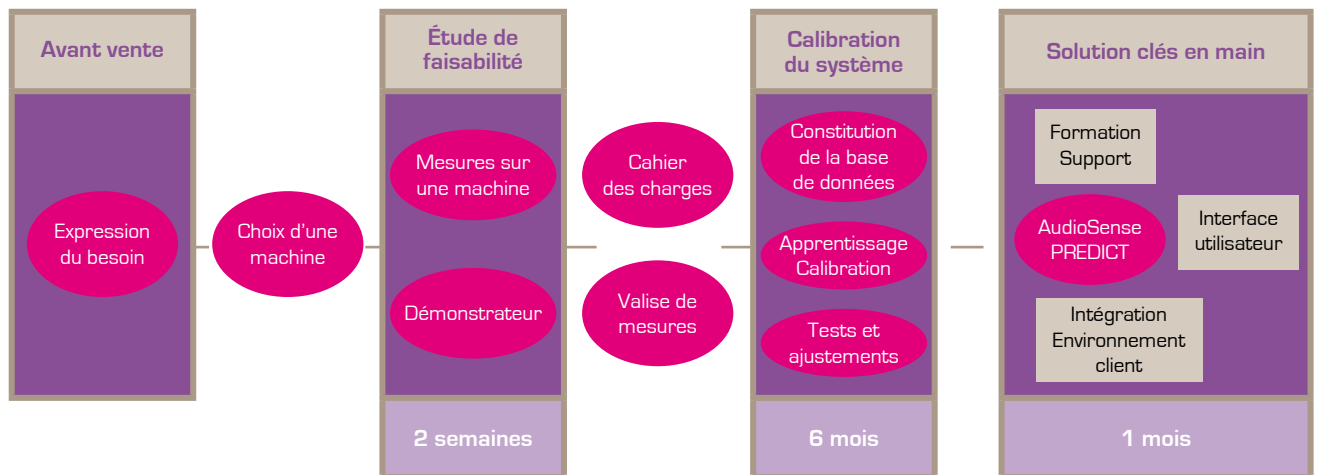 Avant vente
Expression
du besoin
Choix d'une
machine
Étude de
faisabilité
Mesures sur
une machine
Démonstrateur
2 semaines
Cahier
des charges
Valise de
mesures
Calibration
du système
Constitution
de la base
de données
Apprentissage
Calibration
Tests et
ajustements
6 mois
Solution clés en main
Formation
Support
AudioSense
PREDICT
Interface
utilisateur
Intégration
Environnement
client
1 mois